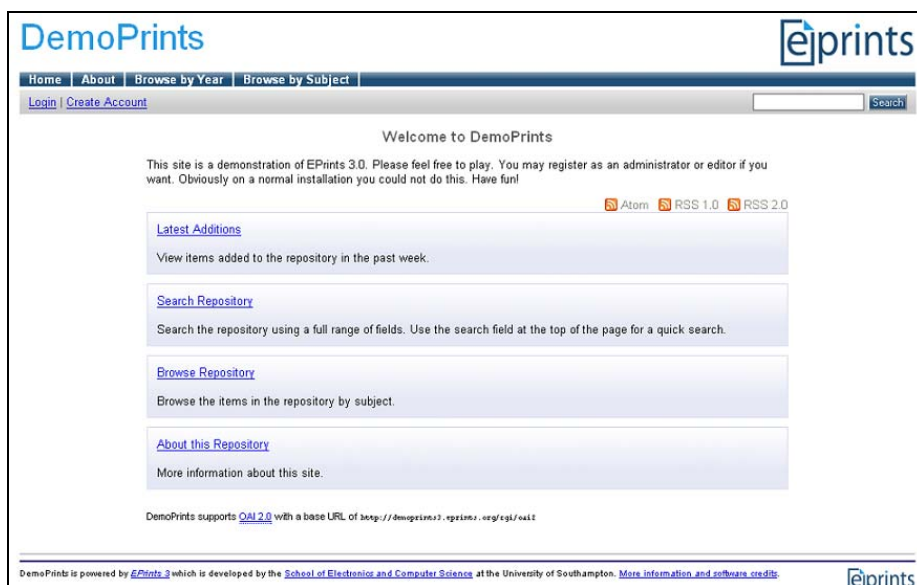 DemoPrints
eprints
Home | About | Browse by Year | Browse by Subject |
Login | Create Account
Search
Welcome to DemoPrints
This site is a demonstration of EPrints 3.0. Please feel free to play. You may register as an administrator or editor if you
want. Obviously on a normal installation you could not do this. Have fun!
Atom RSS 1.0 RSS 2.0
Latest Additions
View items added to the repository in the past week.
Search Repository
Search the repository using a full range of fields. Use the search field at the top of the page for a quick search.
Browse Repository
Browse the items in the repository by subject.
About this Repository
More information about this site.
DemoPrints supports OAI 2.0 with a base URL of http://demoprints3.eprints.org/cgi/oai2
DemoPrints is powered by EPrints 3 which is developed by the School of Electronics and Computer Science at the University of Southampton. More information and software credits.
eprints